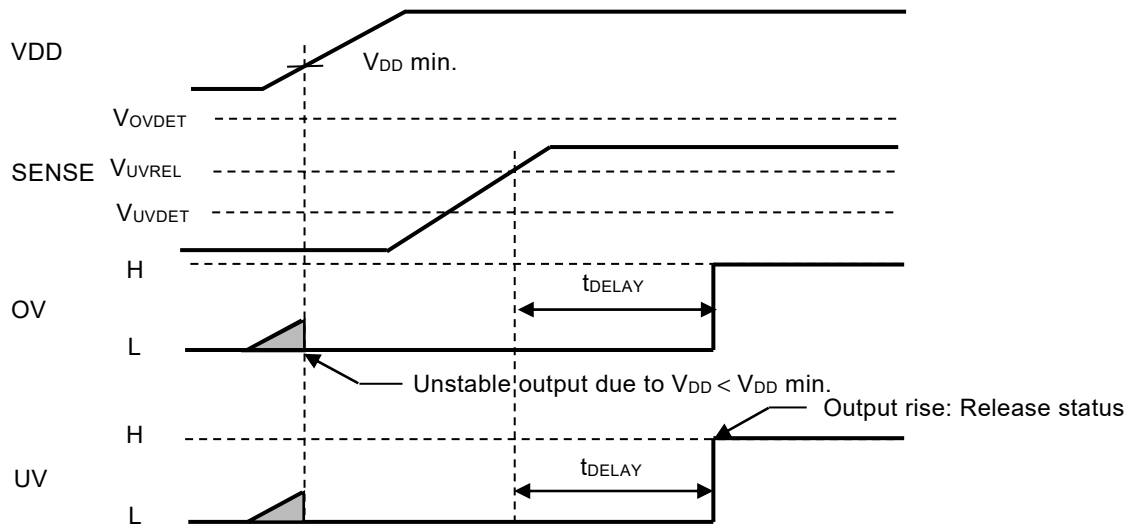 VDD
VDD min.
VOVDET
SENSE
VUVREL
VUVDET
H
tDELAY
OV
L
Unstable output due to VDD < VDD min.
Output rise: Release status
H
tDELAY
UV
L